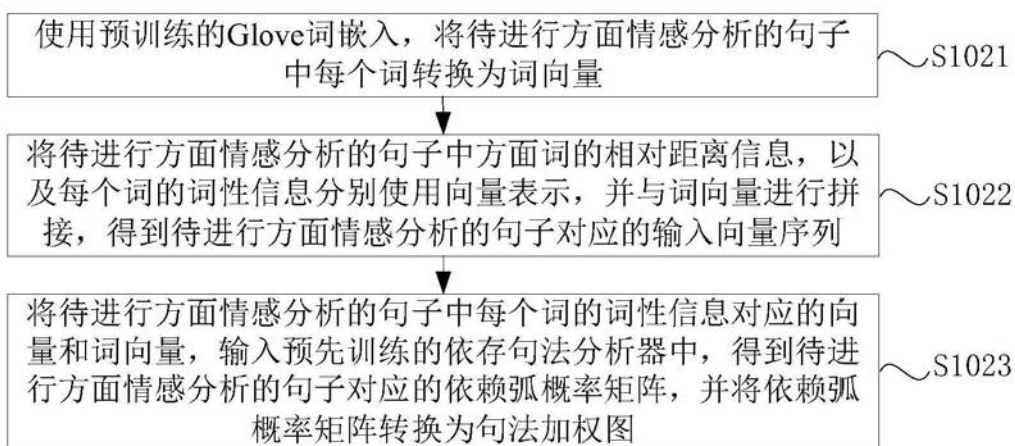 使用预训练的Glove词嵌入，将待进行方面情感分析的句子
中每个词转换为词向量
S1021
将待进行方面情感分析的句子中方面词的相对距离信息，以
及每个词的词性信息分别使用向量表示，并与词向量进行拼
接，得到待进行方面情感分析的句子对应的输入向量序列
S1022
将待进行方面情感分析的句子中每个词的词性信息对应的向
量和词向量，输入预先训练的依存句法分析器中，得到待进
行方面情感分析的句子对应的依赖弧概率矩阵，并将依赖弧
概率矩阵转换为句法加权图
S1023